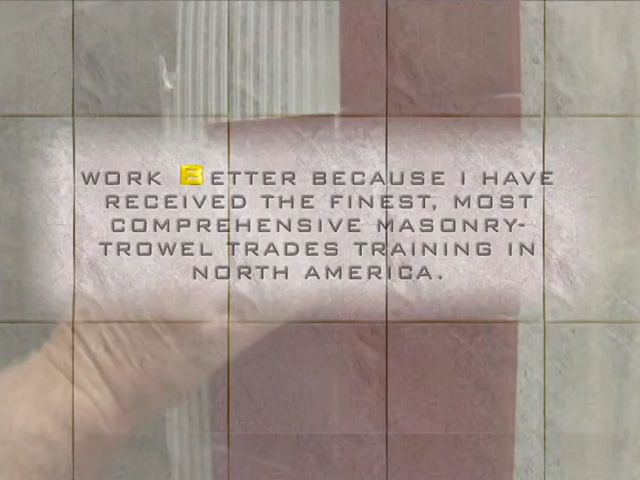 WORK BETTER BECAUSE I HAVE
RECEIVED THE FINEST, MOST
COMPREHENSIVE MASONRY-
TROWEL TRADES TRAINING IN
NORTH AMERICA.